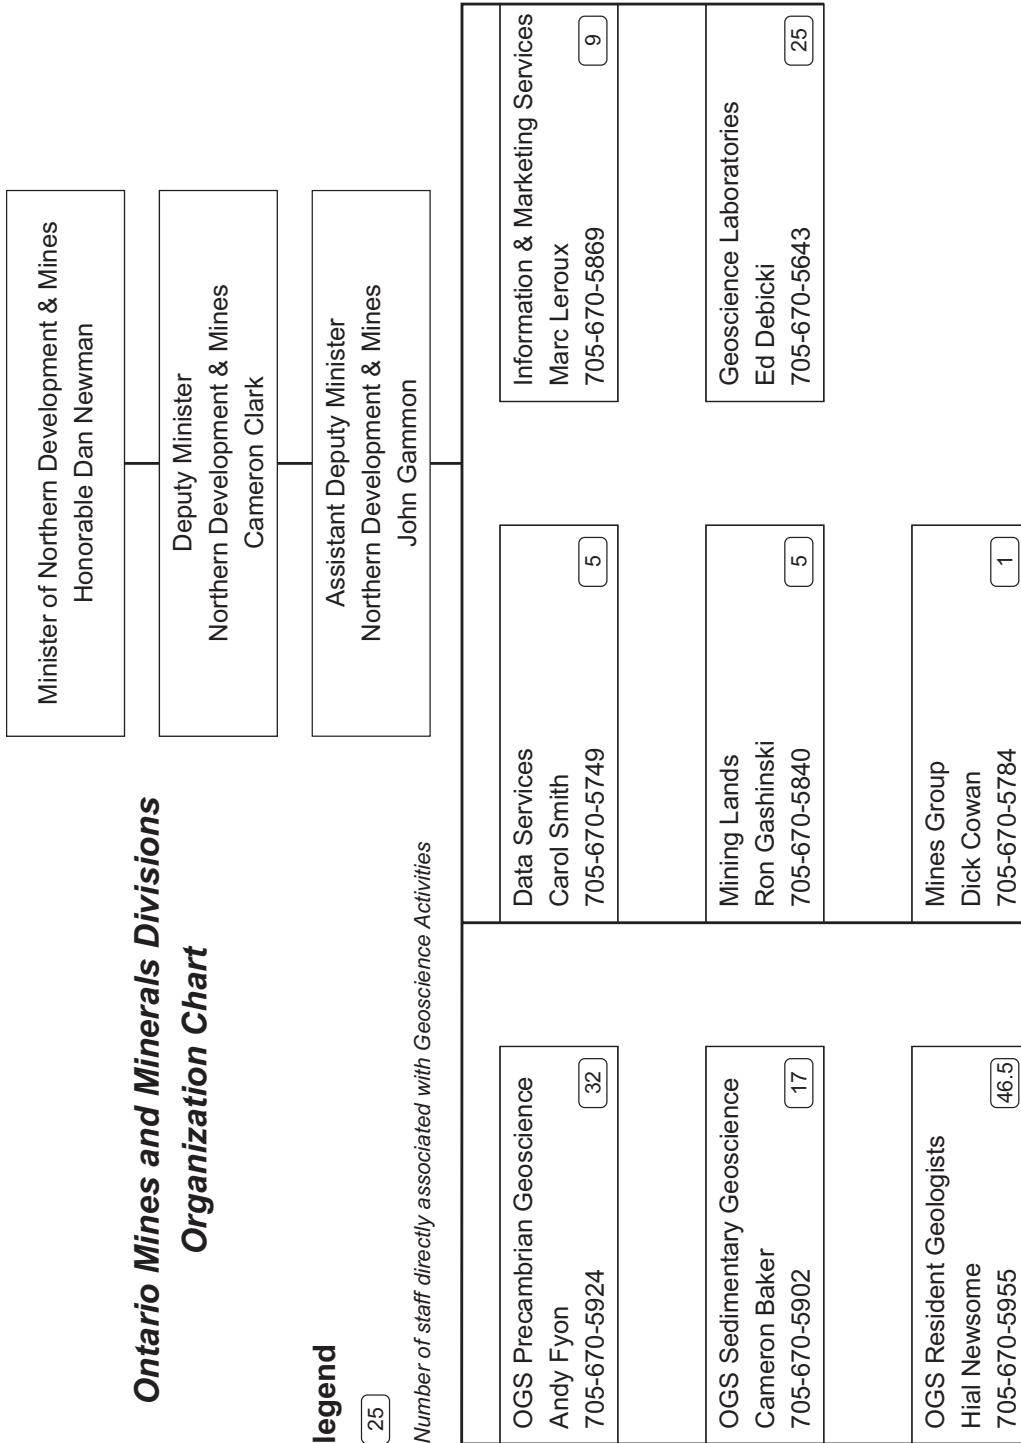 Ontario Mines and Minerals Divisions
Organization Chart
legend
25
Number of staff directly associated with Geoscience Activities
Minister of Northern Development & Mines
Honorable Dan Newman
Deputy Minister
Northern Development & Mines
Cameron Clark
Assistant Deputy Minister
Northern Development & Mines
John Gammon
OGS Precambrian Geoscience
Andy Fyon
705-670-5924
32
Data Services
Carol Smith
705-670-5749
5
Information & Marketing Services
Marc Leroux
705-670-5869
9
OGS Sedimentary Geoscience
Cameron Baker
705-670-5902
17
Mining Lands
Ron Gashinski
705-670-5840
5
Geoscience Laboratories
Ed Debicki
705-670-5643
25
OGS Resident Geologists
Hial Newsome
705-670-5955
46.5
Mines Group
Dick Cowan
705-670-5784
1